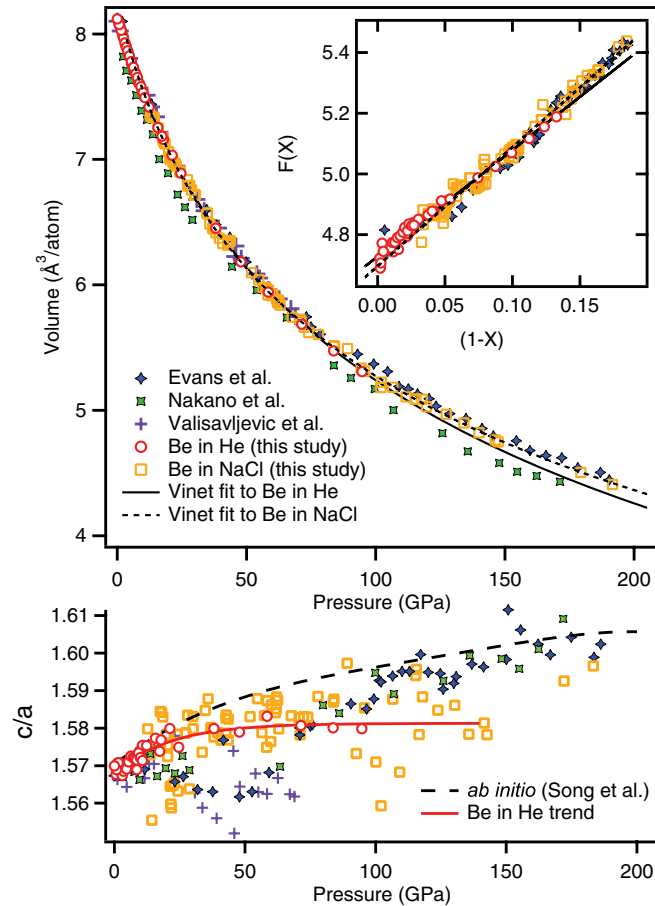 8
7
6
5
4
Volume (Å³/atom)
0
50
100
150
200
Pressure (GPa)
Evans et al.
Nakano et al.
Valisavljevic et al.
Be in He (this study)
Be in NaCl (this study)
Vinet fit to Be in He
Vinet fit to Be in NaCl
5.4
5.2
5.0
4.8
F(X)
0.00
0.05
0.10
0.15
(1-X)
1.61
1.60
1.59
1.58
1.57
1.56
c/a
0
50
100
150
200
Pressure (GPa)
ab initio (Song et al.)
Be in He trend